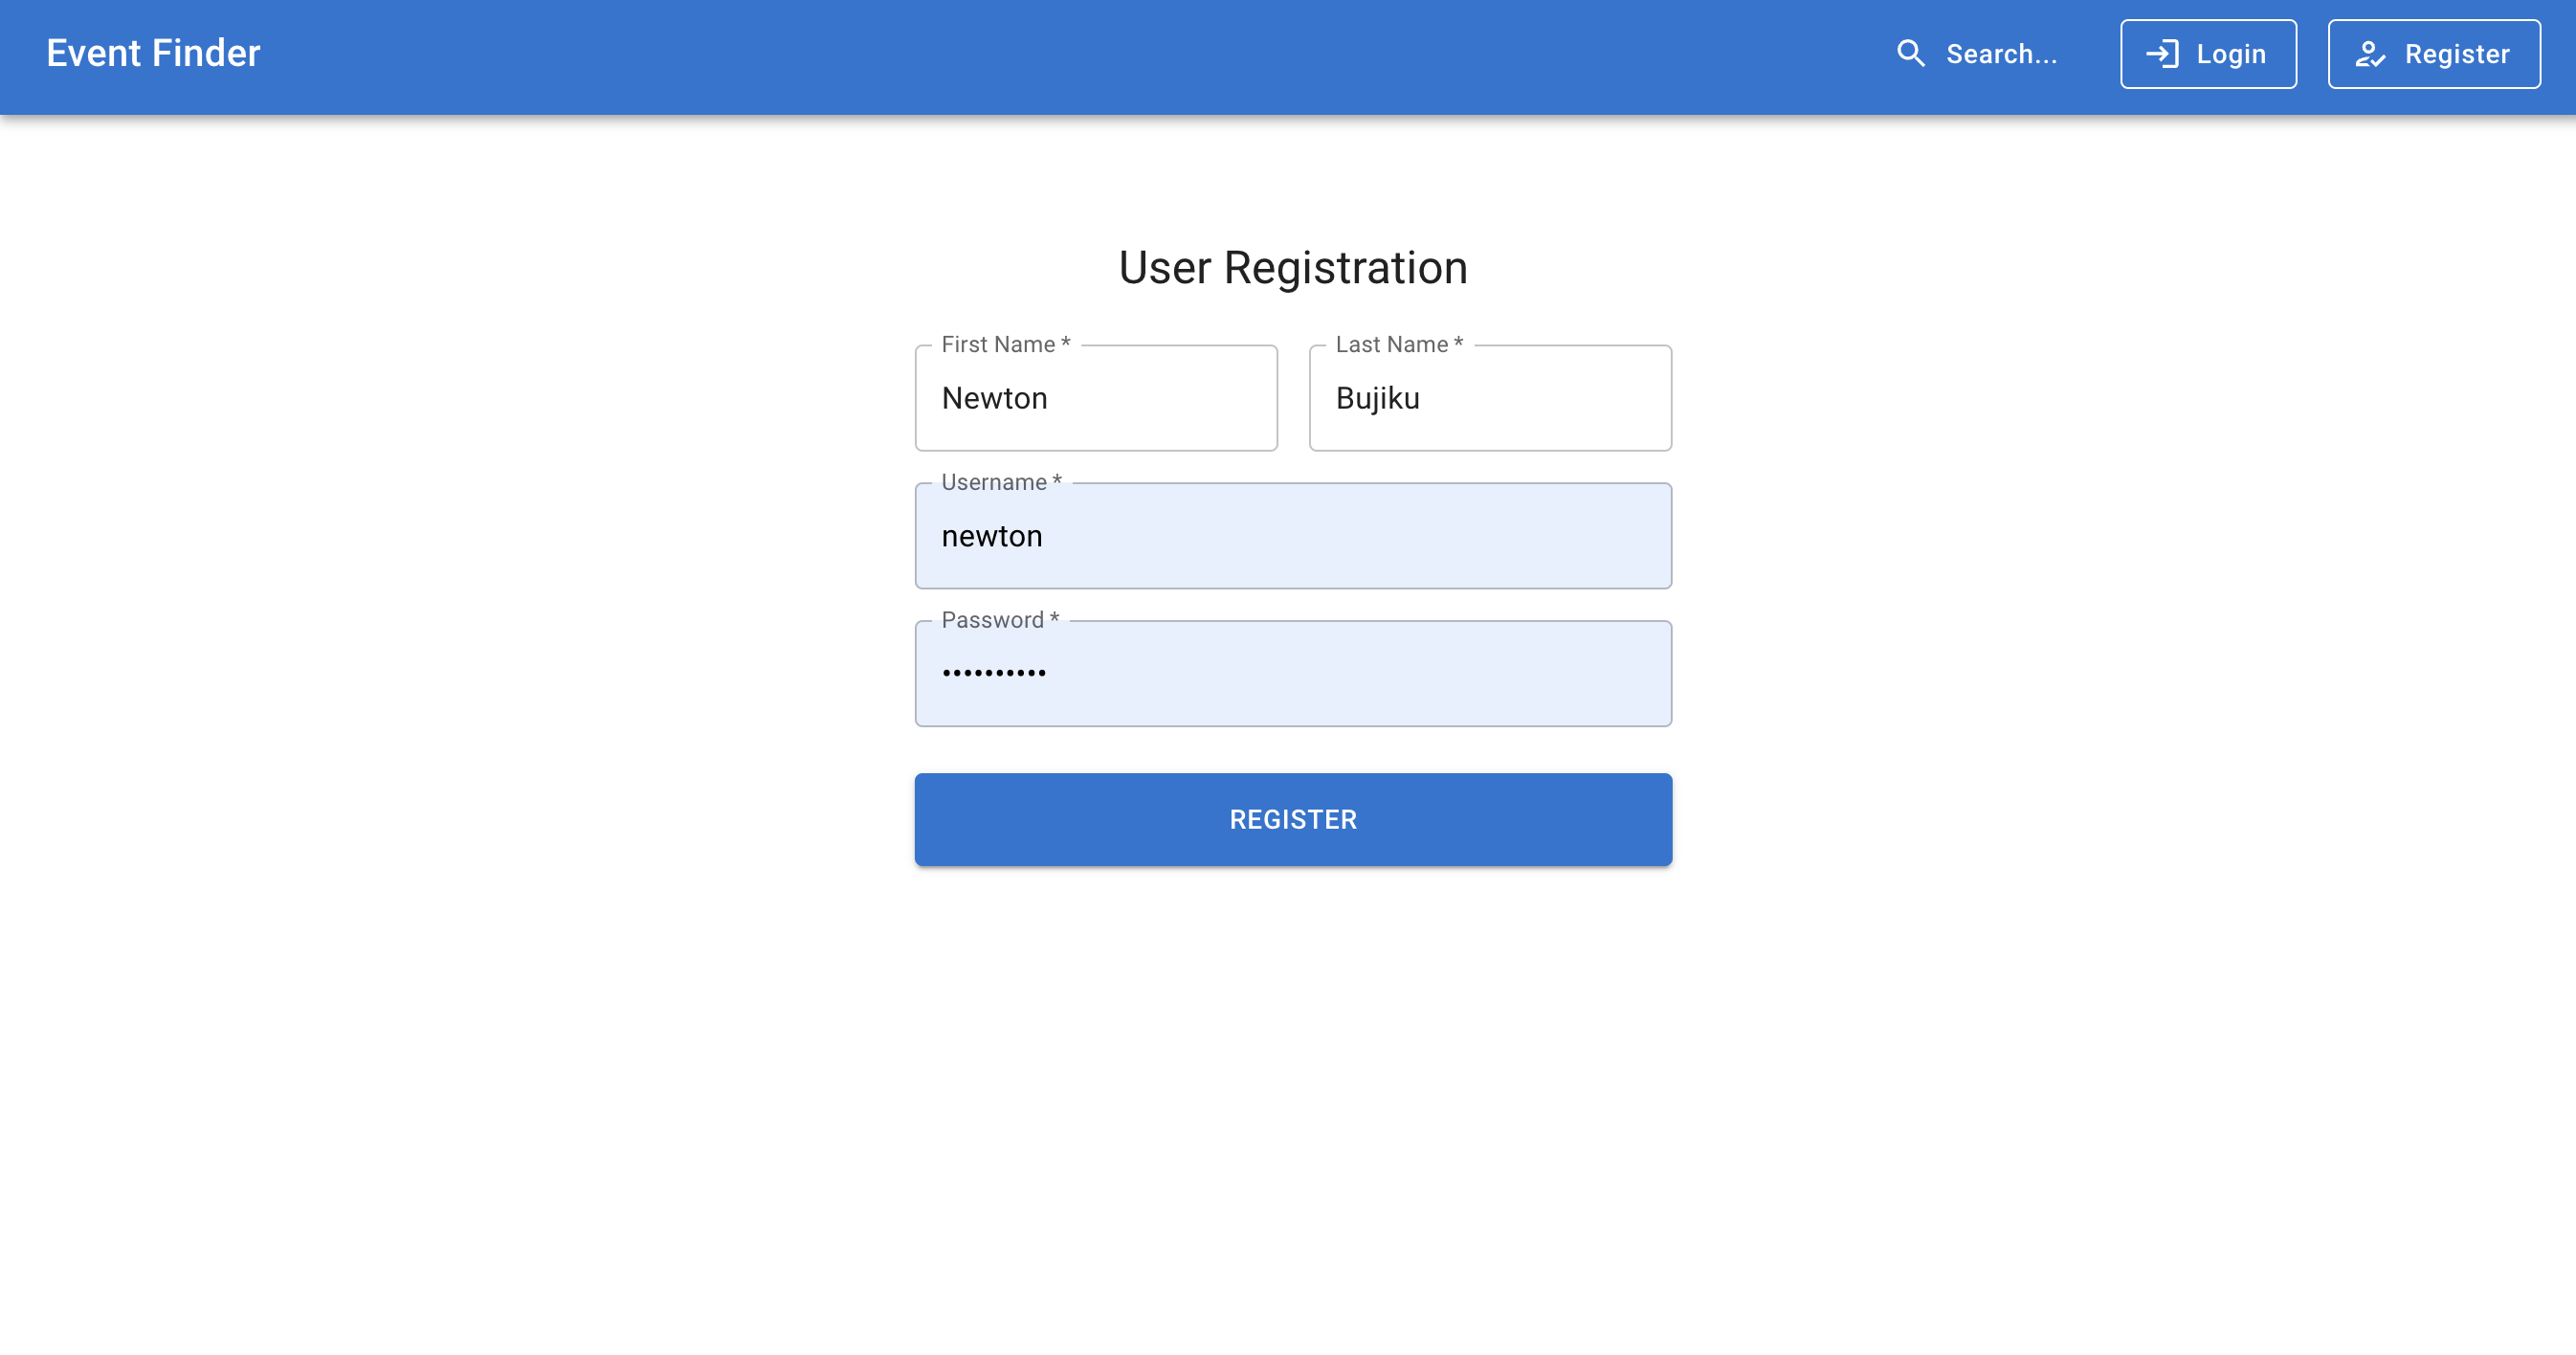 Event Finder
Search...
Login
Register
User Registration
First Name *
Last Name *
Newton
Bujiku
Username *
newton
Password *
••••••••••
REGISTER